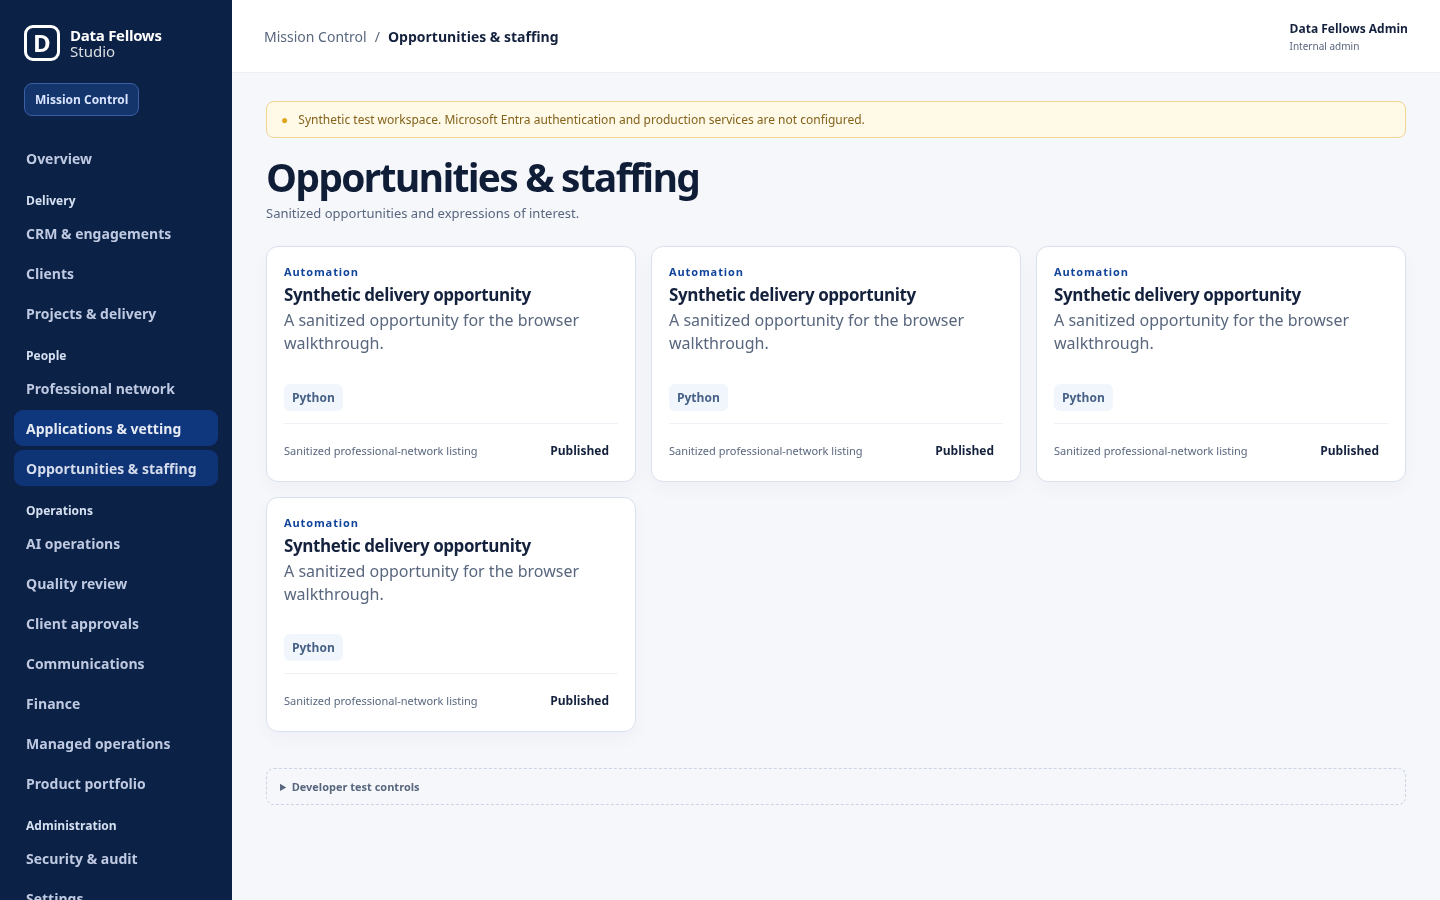 D
Data Fellows
Studio
Mission Control
Overview
Delivery
CRM & engagements
Clients
Projects & delivery
People
Professional network
Applications & vetting
Opportunities & staffing
Operations
AI operations
Quality review
Client approvals
Communications
Finance
Managed operations
Product portfolio
Administration
Security & audit
Settings
Mission Control / Opportunities & staffing
Data Fellows Admin
Internal admin
Synthetic test workspace. Microsoft Entra authentication and production services are not configured.
Opportunities & staffing
Sanitized opportunities and expressions of interest.
Automation
Synthetic delivery opportunity
A sanitized opportunity for the browser
walkthrough.
Python
Sanitized professional-network listing
Published
Automation
Synthetic delivery opportunity
A sanitized opportunity for the browser
walkthrough.
Python
Sanitized professional-network listing
Published
Automation
Synthetic delivery opportunity
A sanitized opportunity for the browser
walkthrough.
Python
Sanitized professional-network listing
Published
Automation
Synthetic delivery opportunity
A sanitized opportunity for the browser
walkthrough.
Python
Sanitized professional-network listing
Published
Developer test controls